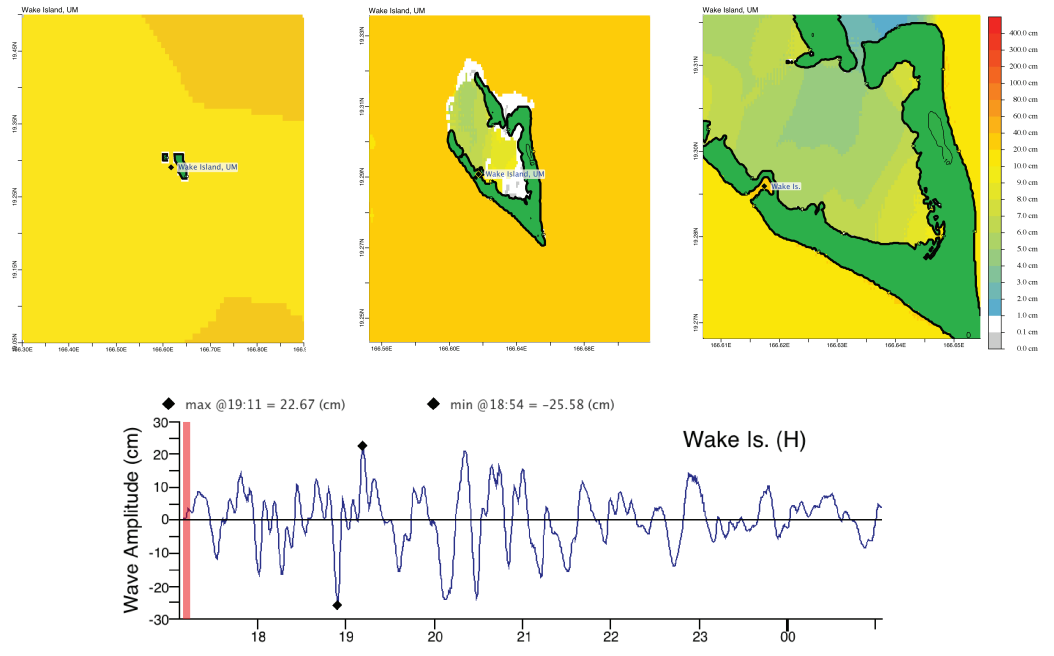 Wake Island, UM
19.45N
19.35N
19.25N
19.15N
19.05N
Wake Island, UM
166.30E 166.40E 166.50E 166.60E 166.70E 166.80E
Wake Island, UM
19.33N
19.31N
19.29N
19.27N
19.25N
Wake Island, UM
166.56E 166.60E 166.64E 166.68E
Wake Island, UM
19.31N
19.30N
19.28N
19.27N
Wake Is.
166.61E 166.62E 166.63E 166.64E 166.65E
400.0 cm
300.0 cm
200.0 cm
100.0 cm
80.0 cm
60.0 cm
40.0 cm
20.0 cm
10.0 cm
9.0 cm
8.0 cm
7.0 cm
6.0 cm
5.0 cm
4.0 cm
3.0 cm
2.0 cm
1.0 cm
0.1 cm
0.0 cm
max @19:11 = 22.67 (cm)
min @18:54 = -25.58 (cm)
Wake Is. (H)
Wave Amplitude (cm)
30
20
10
0
-10
-20
-30
18 19 20 21 22 23 00